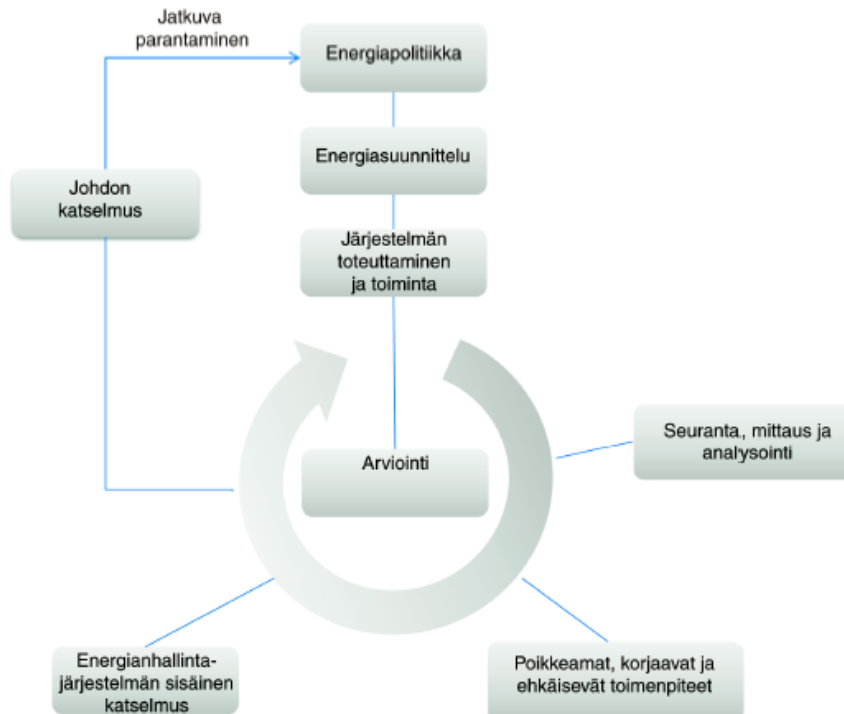 Jatkuva
parantaminen
Energiapolitiikka
Energiasuunnittelu
Johdon
katselmus
Järjestelmän
toteuttaminen
ja toiminta
Seuranta, mittaus ja
analysointi
Arviointi
Energianhallinta-
järjestelmän sisäinen
katselmus
Poikkeamat, korjaavat ja
ehkäisevät toimenpiteet